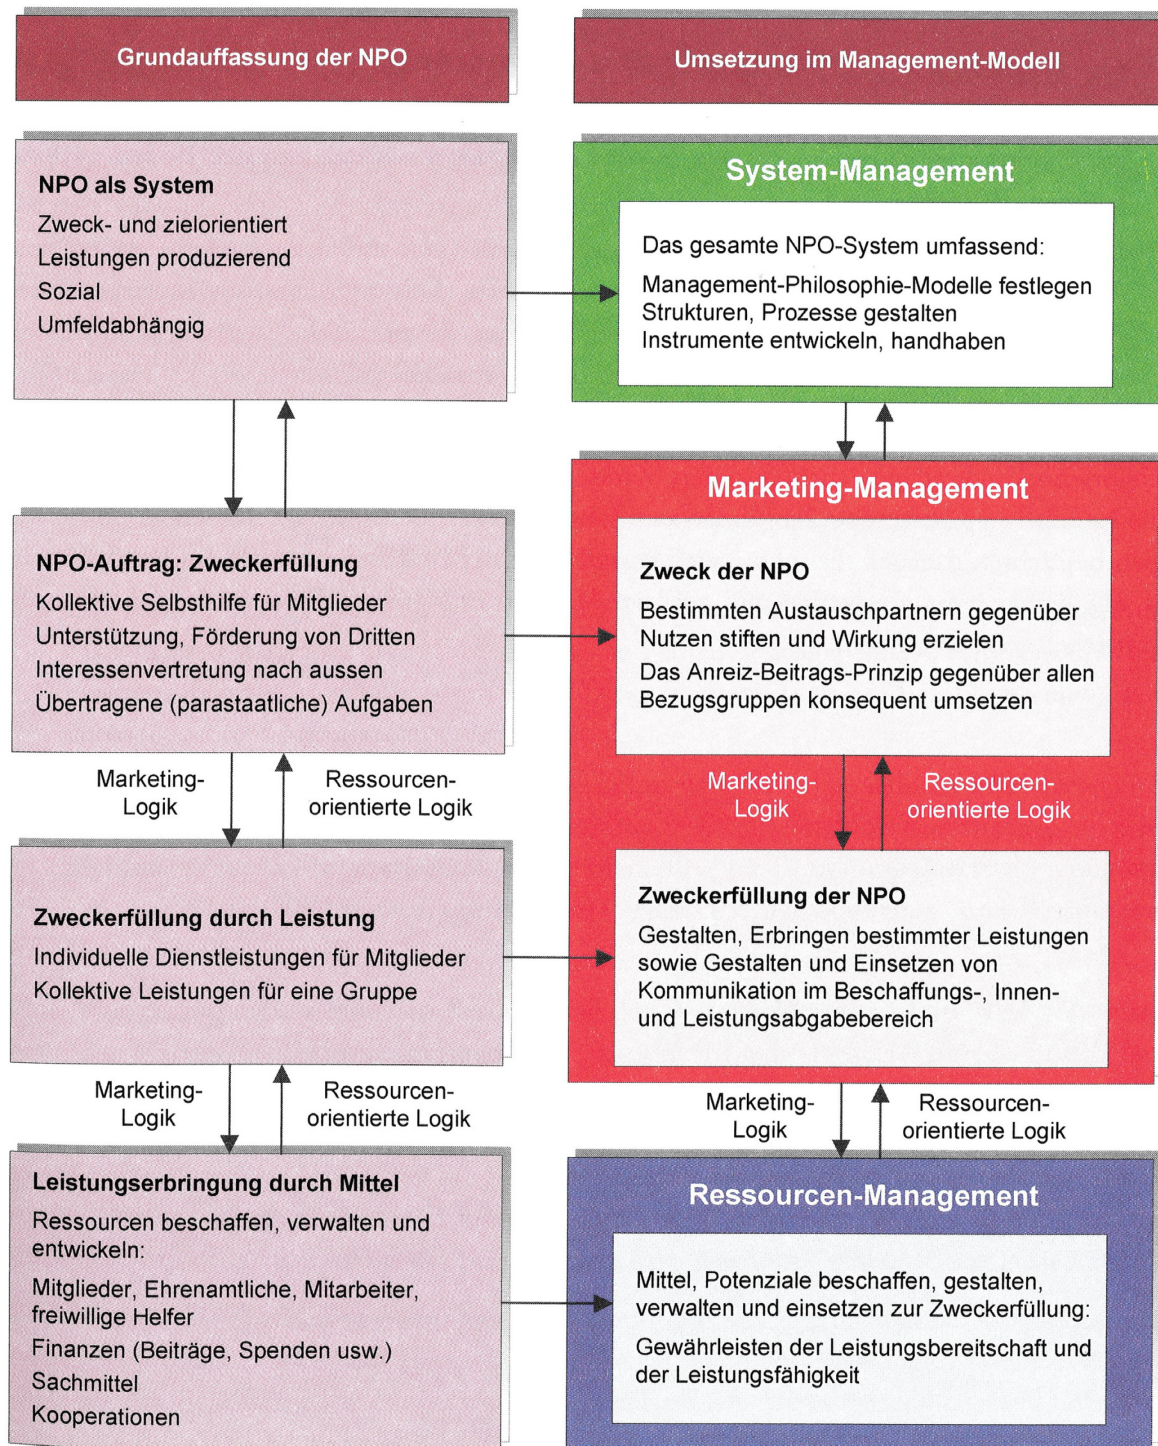 Grundauffassung der NPO
Umsetzung im Management-Modell
NPO als System
Zweck- und zielorientiert
Leistungen produzierend
Sozial
Umfeldabhängig
System-Management
Das gesamte NPO-System umfassend:
Management-Philosophie-Modelle festlegen
Strukturen, Prozesse gestalten
Instrumente entwickeln, handhaben
NPO-Auftrag: Zweckerfüllung
Kollektive Selbsthilfe für Mitglieder
Unterstützung, Förderung von Dritten
Interessenvertretung nach aussen
Übertragene (parastaatliche) Aufgaben
Marketing-Management
Zweck der NPO
Bestimmten Austauschpartnern gegenüber
Nutzen stiften und Wirkung erzielen
Das Anreiz-Beitrags-Prinzip gegenüber allen
Bezugsgruppen konsequent umsetzen
Marketing-
Logik
Ressourcen-
orientierte Logik
Marketing-
Logik
Ressourcen-
orientierte Logik
Zweckerfüllung durch Leistung
Individuelle Dienstleistungen für Mitglieder
Kollektive Leistungen für eine Gruppe
Zweckerfüllung der NPO
Gestalten, Erbringen bestimmter Leistungen
sowie Gestalten und Einsetzen von
Kommunikation im Beschaffungs-, Innen-
und Leistungsabgabebereich
Marketing-
Logik
Ressourcen-
orientierte Logik
Marketing-
Logik
Ressourcen-
orientierte Logik
Leistungserbringung durch Mittel
Ressourcen beschaffen, verwalten und
entwickeln:
Mitglieder, Ehrenamtliche, Mitarbeiter,
freiwillige Helfer
Finanzen (Beiträge, Spenden usw.)
Sachmittel
Kooperationen
Ressourcen-Management
Mittel, Potenziale beschaffen, gestalten,
verwalten und einsetzen zur Zweckerfüllung:
Gewährleisten der Leistungsbereitschaft und
der Leistungsfähigkeit